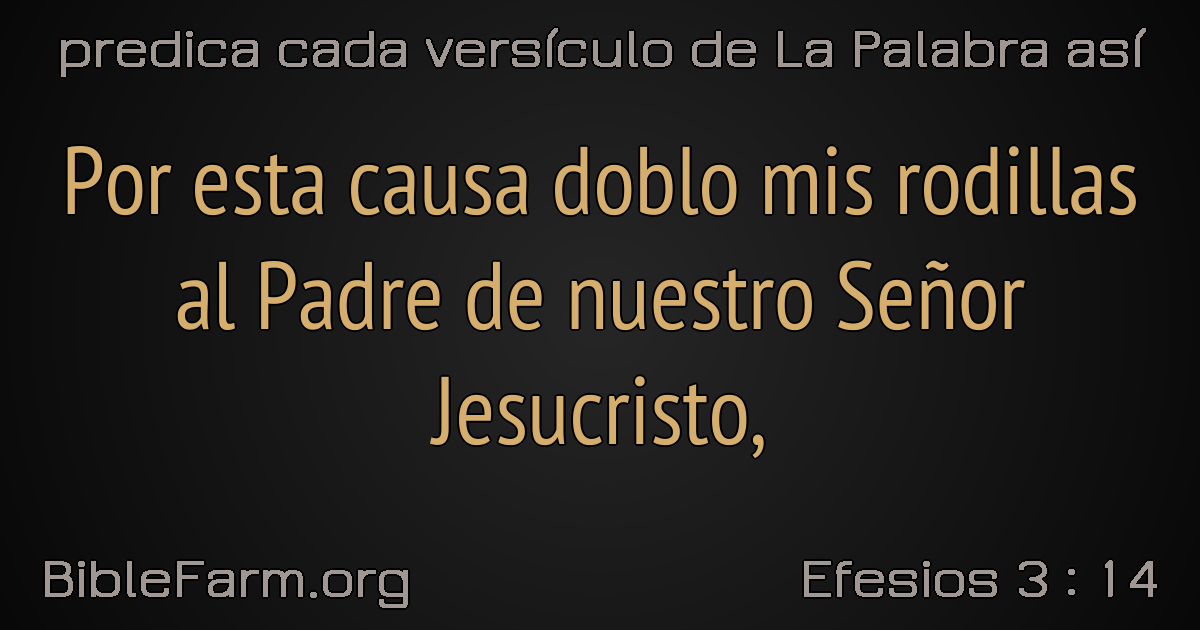 predica cada versículo de La Palabra así
Por esta causa doblo mis rodillas
al Padre de nuestro Señor
Jesucristo,
BibleFarm.org
Efesios 3 : 14